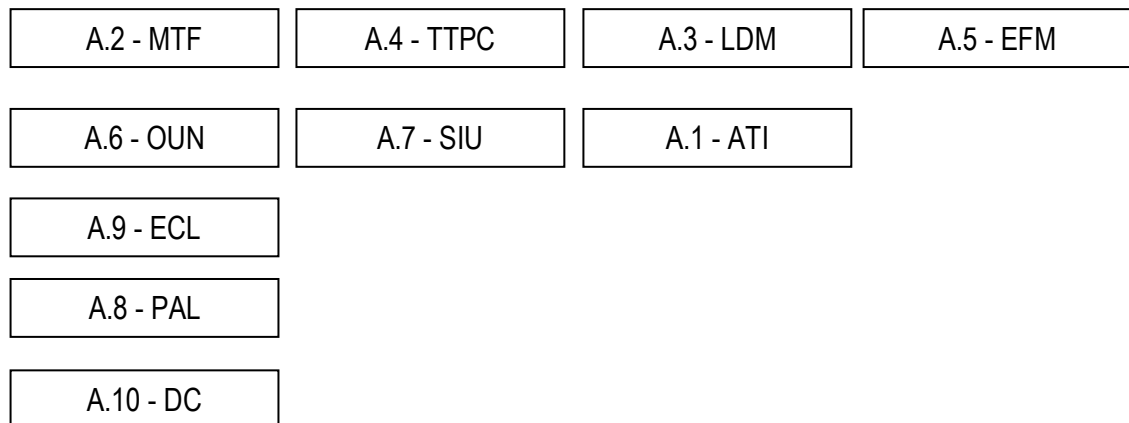 A.2 - MTF
A.4 - TTPC
A.3 - LDM
A.5 - EFM
A.6 - OUN
A.7 - SIU
A.1 - ATI
A.9 - ECL
A.8 - PAL
A.10 - DC